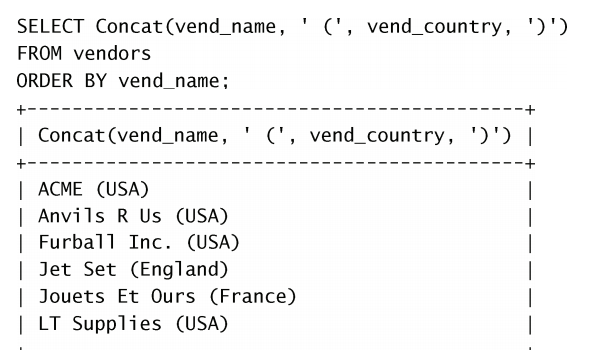 SELECT Concat(vend_name, ' (', vend_country, ')')
FROM vendors
ORDER BY vend_name;
+-------------------------------------------+
| Concat(vend_name, ' (', vend_country, ')') |
+-------------------------------------------+
| ACME (USA) |
| Anvils R Us (USA) |
| Furball Inc. (USA) |
| Jet Set (England) |
| Jouets Et Ours (France) |
| LT Supplies (USA) |